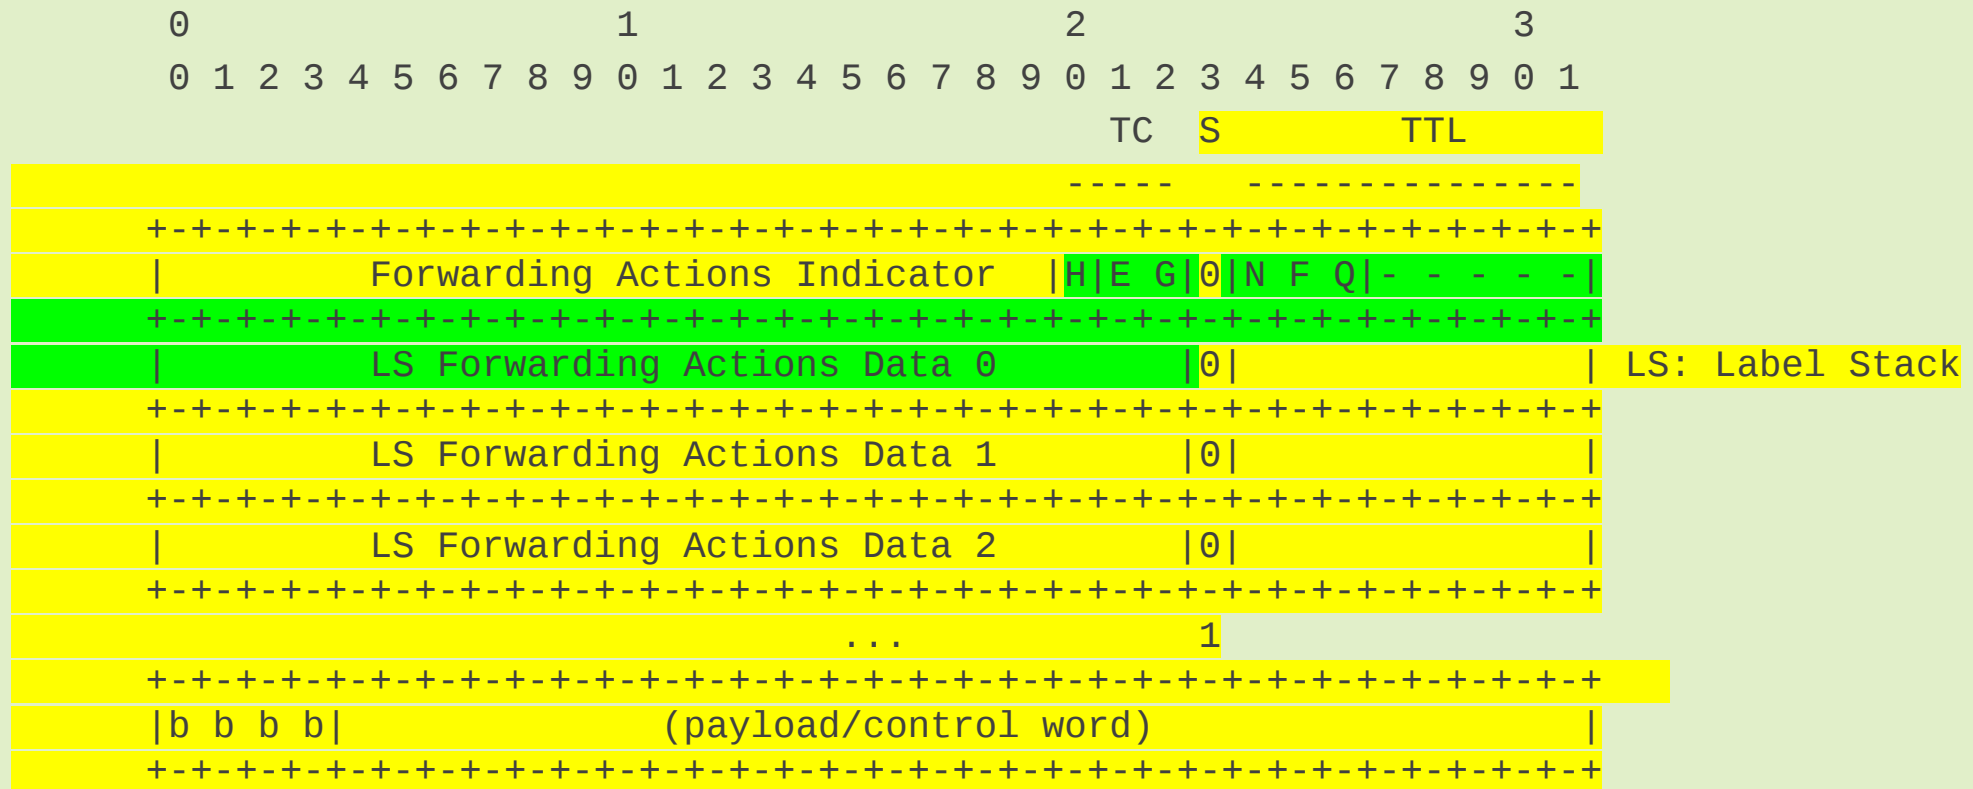 0                   1                   2                   3
       0 1 2 3 4 5 6 7 8 9 0 1 2 3 4 5 6 7 8 9 0 1 2 3 4 5 6 7 8 9 0 1
                                                 TC  S        TTL
                                               -----   ---------------
      +-+-+-+-+-+-+-+-+-+-+-+-+-+-+-+-+-+-+-+-+-+-+-+-+-+-+-+-+-+-+-+-+
      |         Forwarding Actions Indicator  |H|E G|0|N F Q|- - - - -|
      +-+-+-+-+-+-+-+-+-+-+-+-+-+-+-+-+-+-+-+-+-+-+-+-+-+-+-+-+-+-+-+-+
      |         LS Forwarding Actions Data 0        |0|               | LS: Label Stack
      +-+-+-+-+-+-+-+-+-+-+-+-+-+-+-+-+-+-+-+-+-+-+-+-+-+-+-+-+-+-+-+-+
      |         LS Forwarding Actions Data 1        |0|               |
      +-+-+-+-+-+-+-+-+-+-+-+-+-+-+-+-+-+-+-+-+-+-+-+-+-+-+-+-+-+-+-+-+
      |         LS Forwarding Actions Data 2        |0|               |
      +-+-+-+-+-+-+-+-+-+-+-+-+-+-+-+-+-+-+-+-+-+-+-+-+-+-+-+-+-+-+-+-+
                                     ...             1
      +-+-+-+-+-+-+-+-+-+-+-+-+-+-+-+-+-+-+-+-+-+-+-+-+-+-+-+-+-+-+-+-+
      |b b b b|              (payload/control word)                   |
      +-+-+-+-+-+-+-+-+-+-+-+-+-+-+-+-+-+-+-+-+-+-+-+-+-+-+-+-+-+-+-+-+